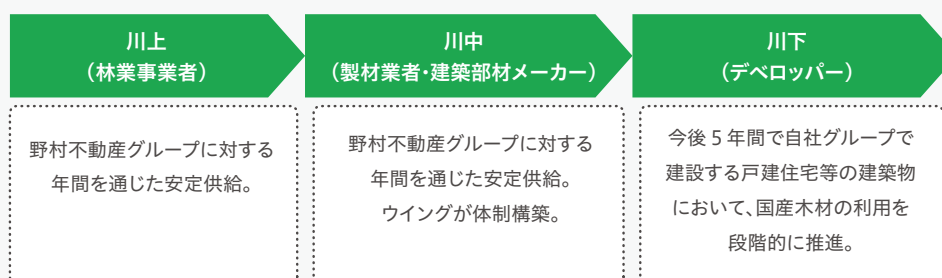 川上
（林業事業者）
野村不動産グループに対する
年間を通じた安定供給。
川中
（製材業者・建築部材メーカー）
野村不動産グループに対する
年間を通じた安定供給。
ウイングが体制構築。
川下
（デベロッパー）
今後5年間で自社グループで
建設する戸建住宅等の建築物
において、国産木材の利用を
段階的に推進。